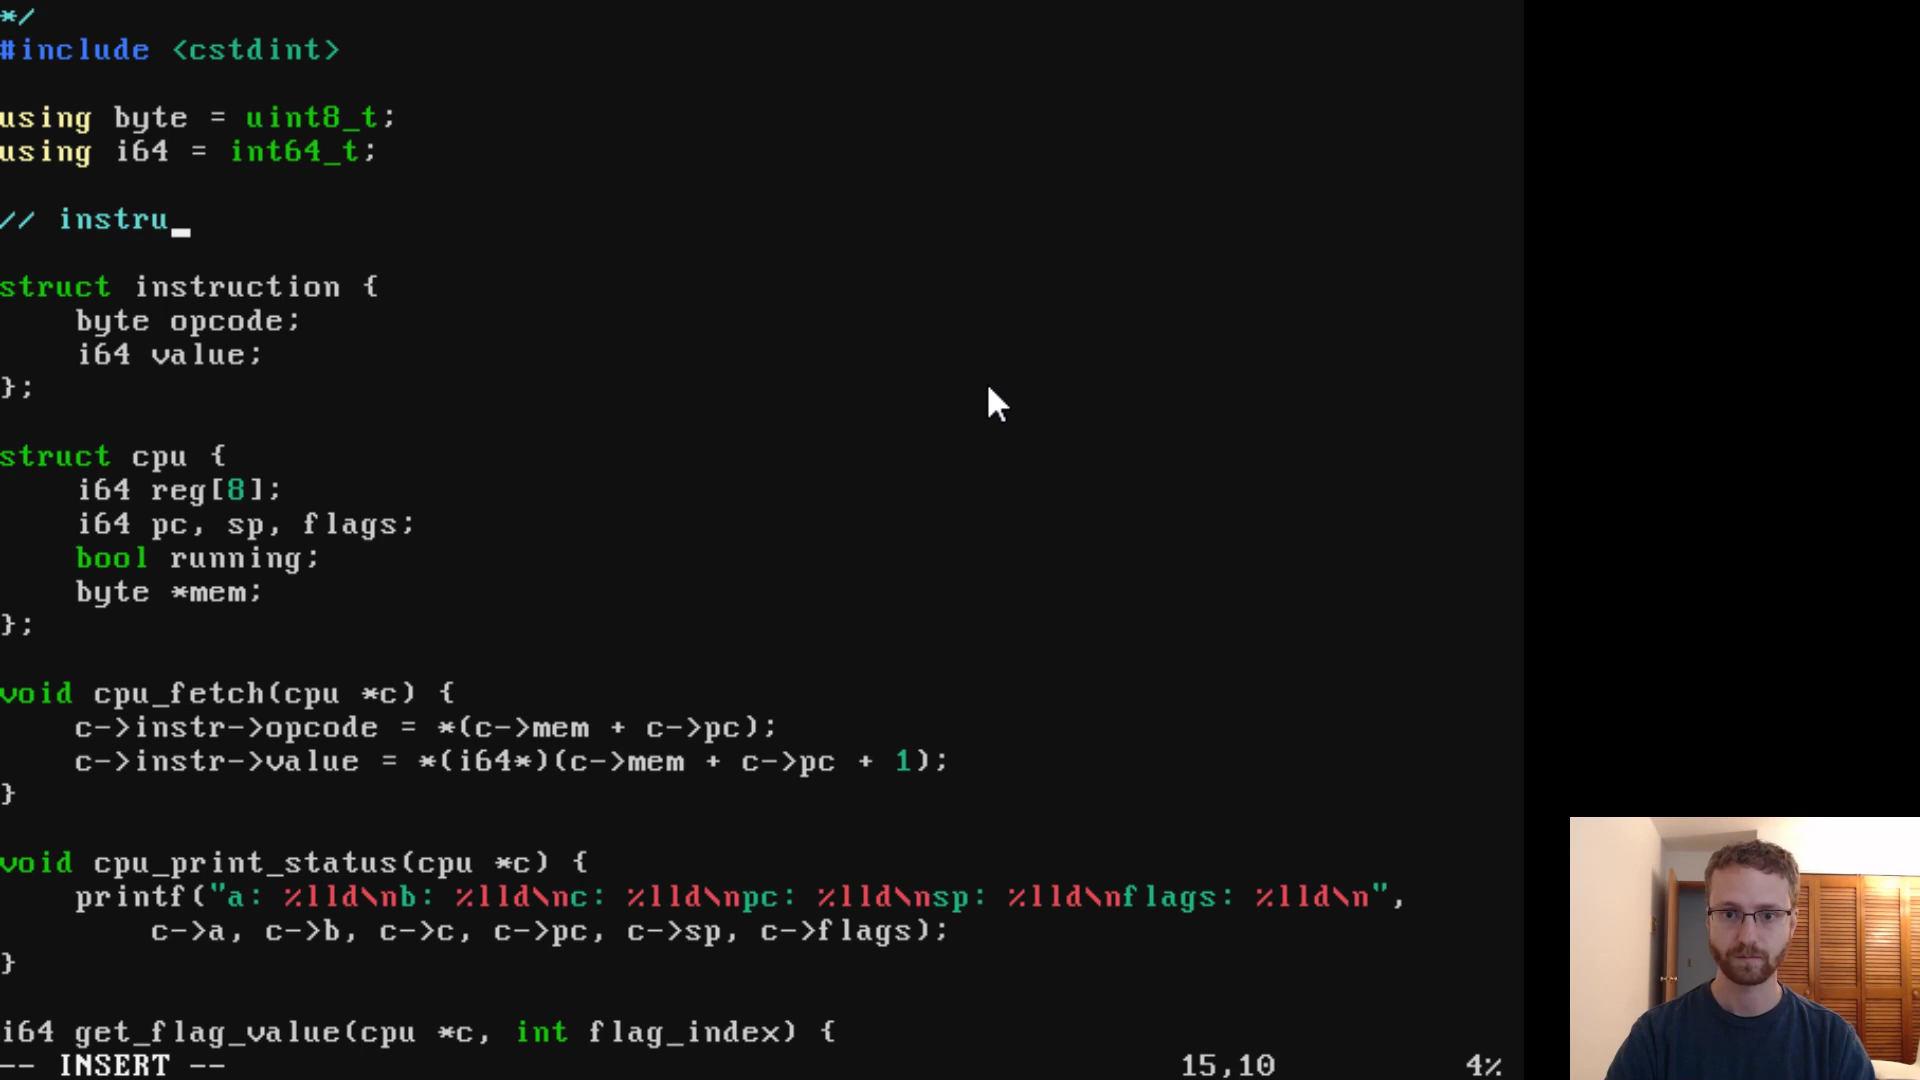 */
#include <cstdint>
using byte = uint8_t;
using i64 = int64_t;
// instru
struct instruction {
byte opcode;
i64 value;
};
struct cpu {
i64 reg[8];
i64 pc, sp, flags;
bool running;
byte *mem;
};
void cpu_fetch(cpu *c) {
c->instr->opcode = *(c->mem + c->pc);
c->instr->value = *(i64*)(c->mem + c->pc + 1);
}
void cpu_print_status(cpu *c) {
printf("a: %lld\nb: %lld\nc: %lld\npc: %lld\nsp: %lld\nflags: %lld\n",
c->a, c->b, c->c, c->pc, c->sp, c->flags);
}
i64 get_flag_value(cpu *c, int flag_index) {
-- INSERT -- 15,10 4%